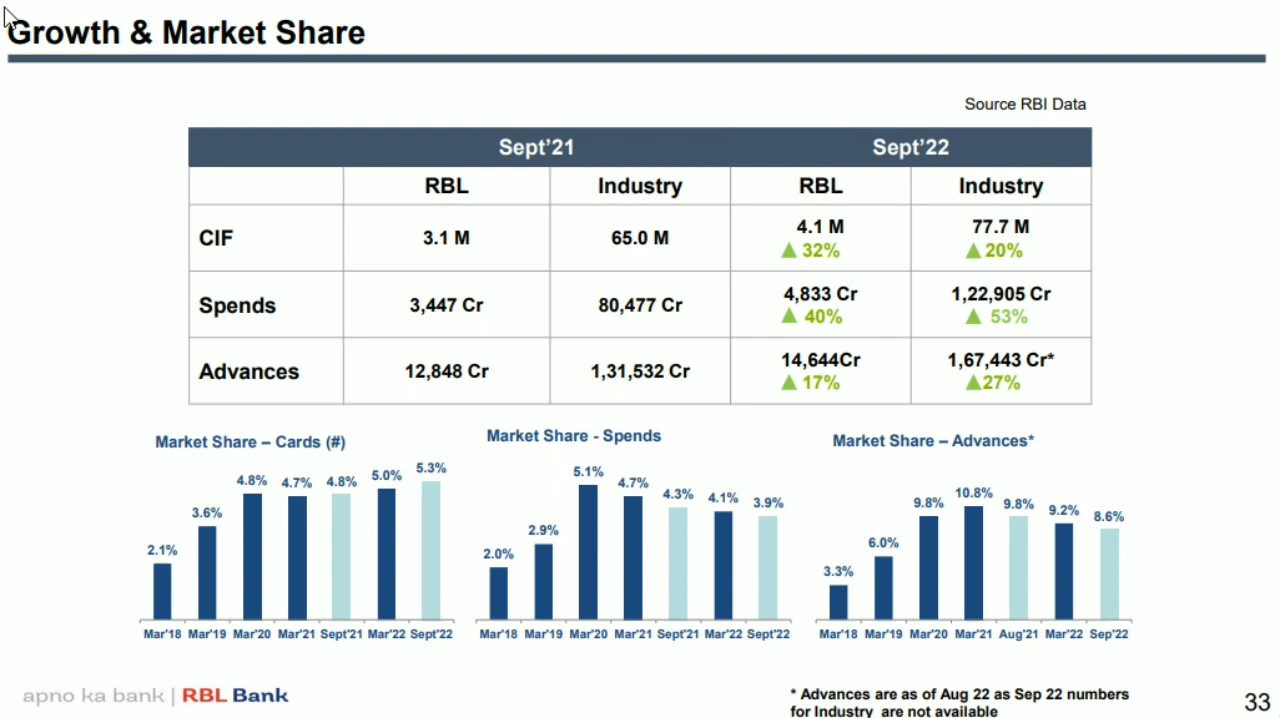 Growth & Market Share
Source RBI Data
Sept’21 Sept’22
RBL Industry RBL Industry
CIF 3.1 M 65.0 M 4.1 M ▲ 32% 77.7 M ▲ 20%
Spends 3,447 Cr 80,477 Cr 4,833 Cr ▲ 40% 1,22,905 Cr ▲ 53%
Advances 12,848 Cr 1,31,532 Cr 14,644Cr ▲ 17% 1,67,443 Cr* ▲27%
Market Share – Cards (#)
2.1% 3.6% 4.8% 4.7% 4.8% 5.0% 5.3%
Mar'18 Mar'19 Mar'20 Mar'21 Sept'21 Mar'22 Sept'22
Market Share - Spends
2.0% 2.9% 5.1% 4.7% 4.3% 4.1% 3.9%
Mar'18 Mar'19 Mar'20 Mar'21 Sept'21 Mar'22 Sept'22
Market Share – Advances*
3.3% 6.0% 9.8% 10.8% 9.8% 9.2% 8.6%
Mar'18 Mar'19 Mar'20 Mar'21 Aug'21 Mar'22 Sep'22
apno ka bank | RBL Bank
* Advances are as of Aug 22 as Sep 22 numbers
for Industry are not available
33